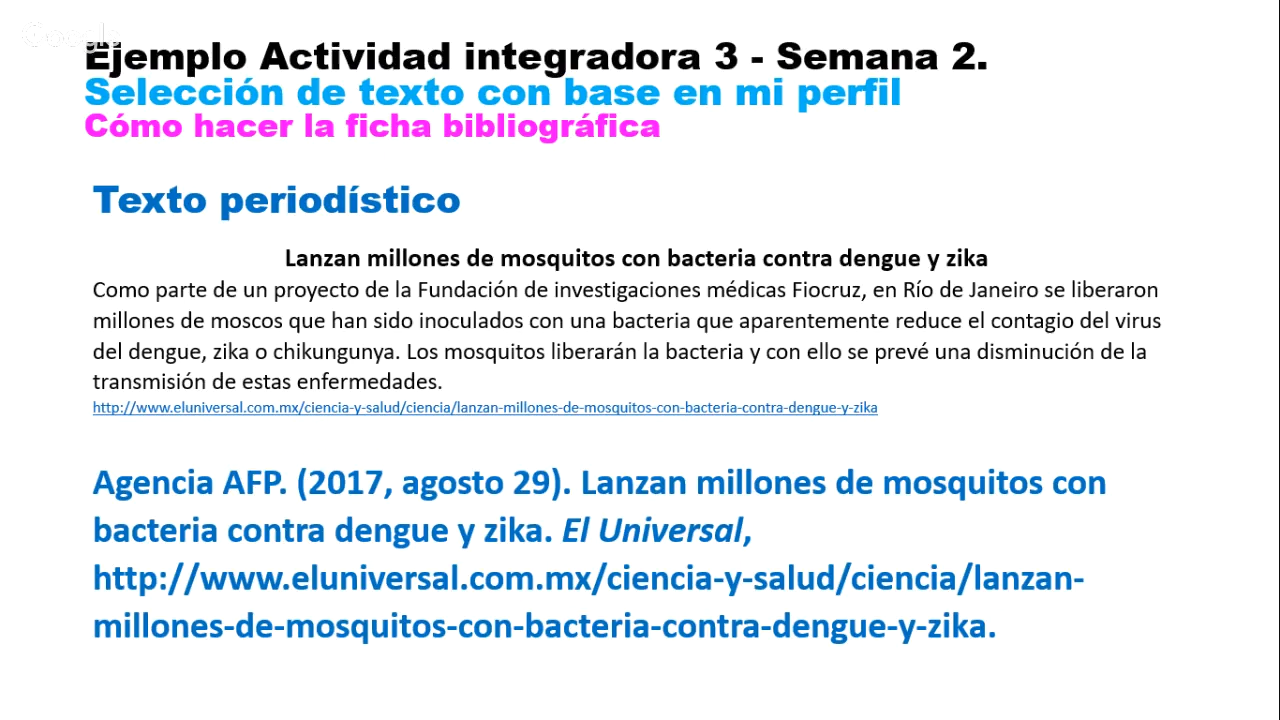 Google
Ejemplo Actividad integradora 3 - Semana 2.
Selección de texto con base en mi perfil
Cómo hacer la ficha bibliográfica
Texto periodístico
Lanzan millones de mosquitos con bacteria contra dengue y zika
Como parte de un proyecto de la Fundación de investigaciones médicas Fiocruz, en Río de Janeiro se liberaron
millones de moscos que han sido inoculados con una bacteria que aparentemente reduce el contagio del virus
del dengue, zika o chikungunya. Los mosquitos liberarán la bacteria y con ello se prevé una disminución de la
transmisión de estas enfermedades.
http://www.eluniversal.com.mx/ciencia-y-salud/ciencia/lanzan-millones-de-mosquitos-con-bacteria-contra-dengue-y-zika
Agencia AFP. (2017, agosto 29). Lanzan millones de mosquitos con
bacteria contra dengue y zika. El Universal,
http://www.eluniversal.com.mx/ciencia-y-salud/ciencia/lanzan-
millones-de-mosquitos-con-bacteria-contra-dengue-y-zika.